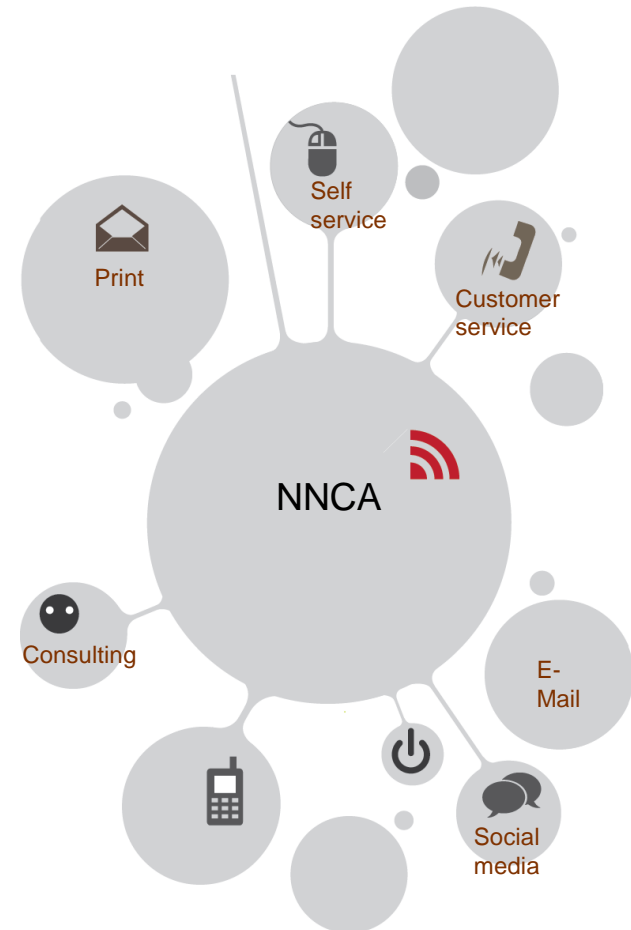 Self
service
Print
Customer
service
NNCA
Consulting
E-
Mail
Social
media